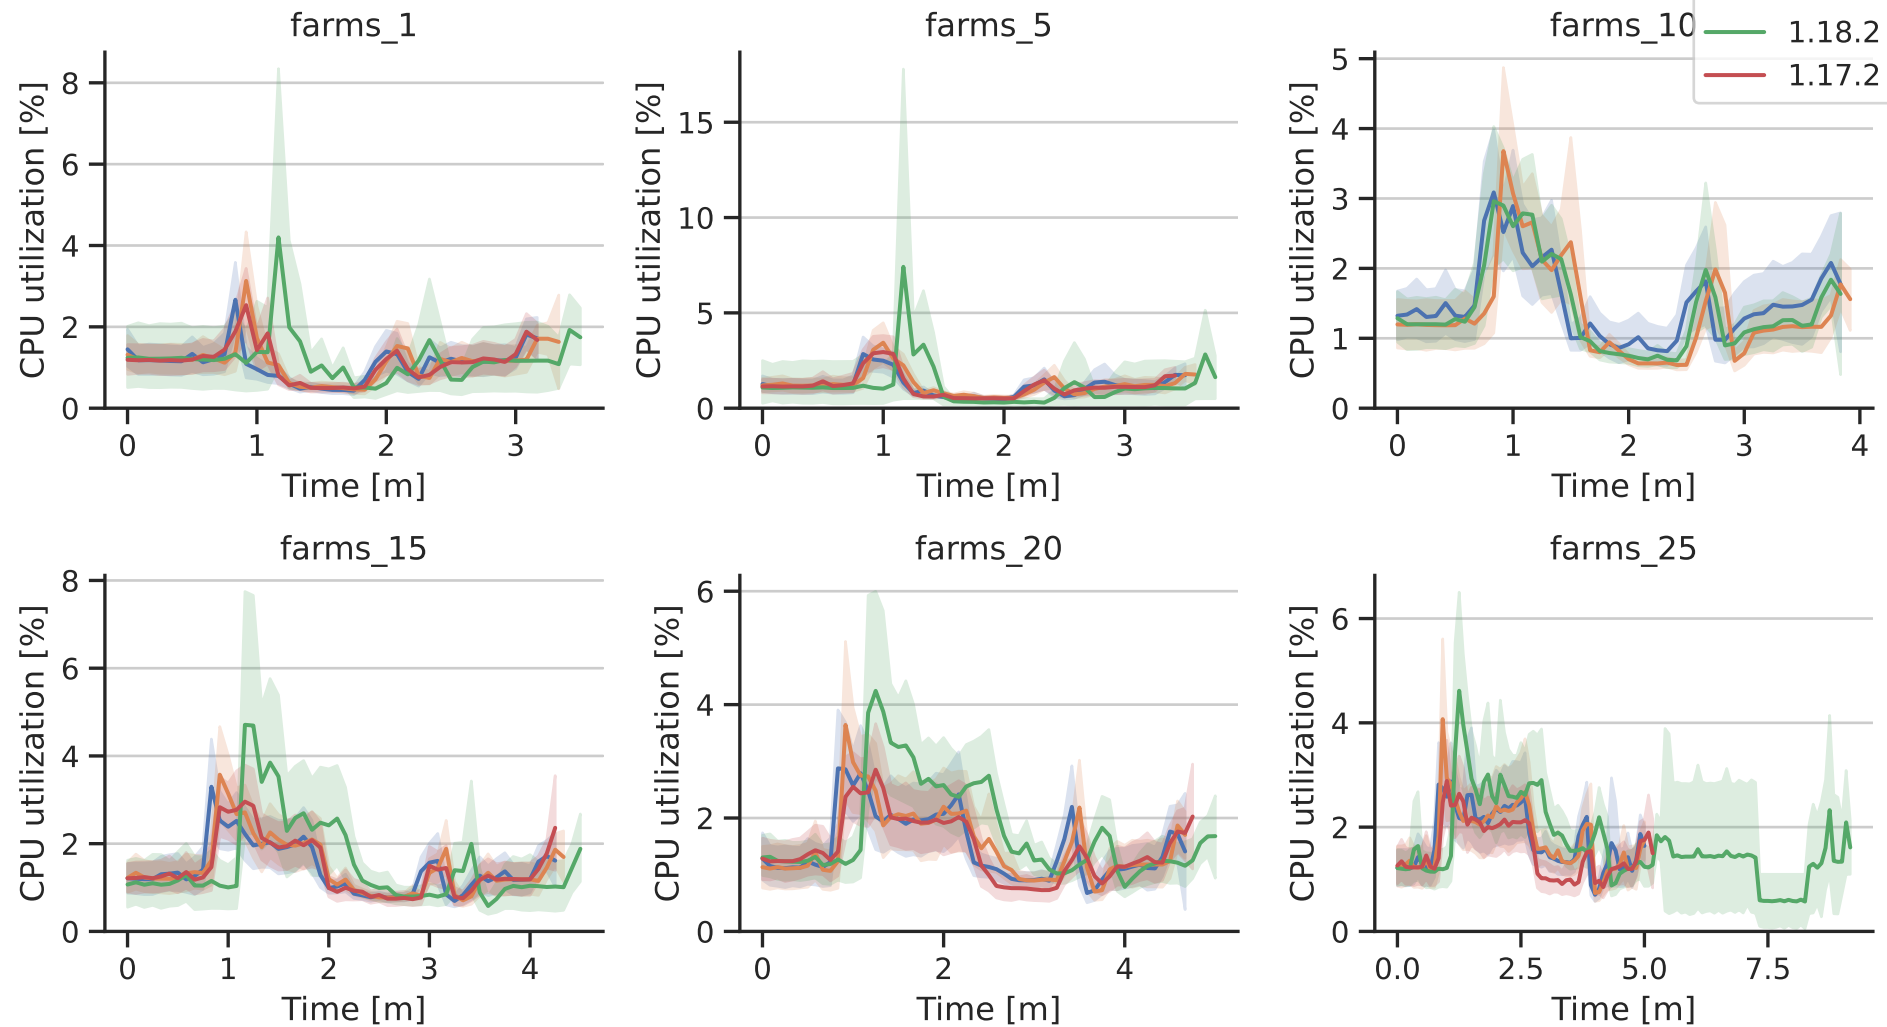 farms_1
CPU utilization [%]
8
6
4
2
0
0 1 2 3
Time [m]
farms_5
CPU utilization [%]
15
10
5
0
0 1 2 3
Time [m]
farms_10
1.18.2
1.17.2
CPU utilization [%]
5
4
3
2
1
0
0 1 2 3 4
Time [m]
farms_15
CPU utilization [%]
8
6
4
2
0
0 1 2 3 4
Time [m]
farms_20
CPU utilization [%]
6
4
2
0
0 2 4
Time [m]
farms_25
CPU utilization [%]
6
4
2
0
0.0 2.5 5.0 7.5
Time [m]